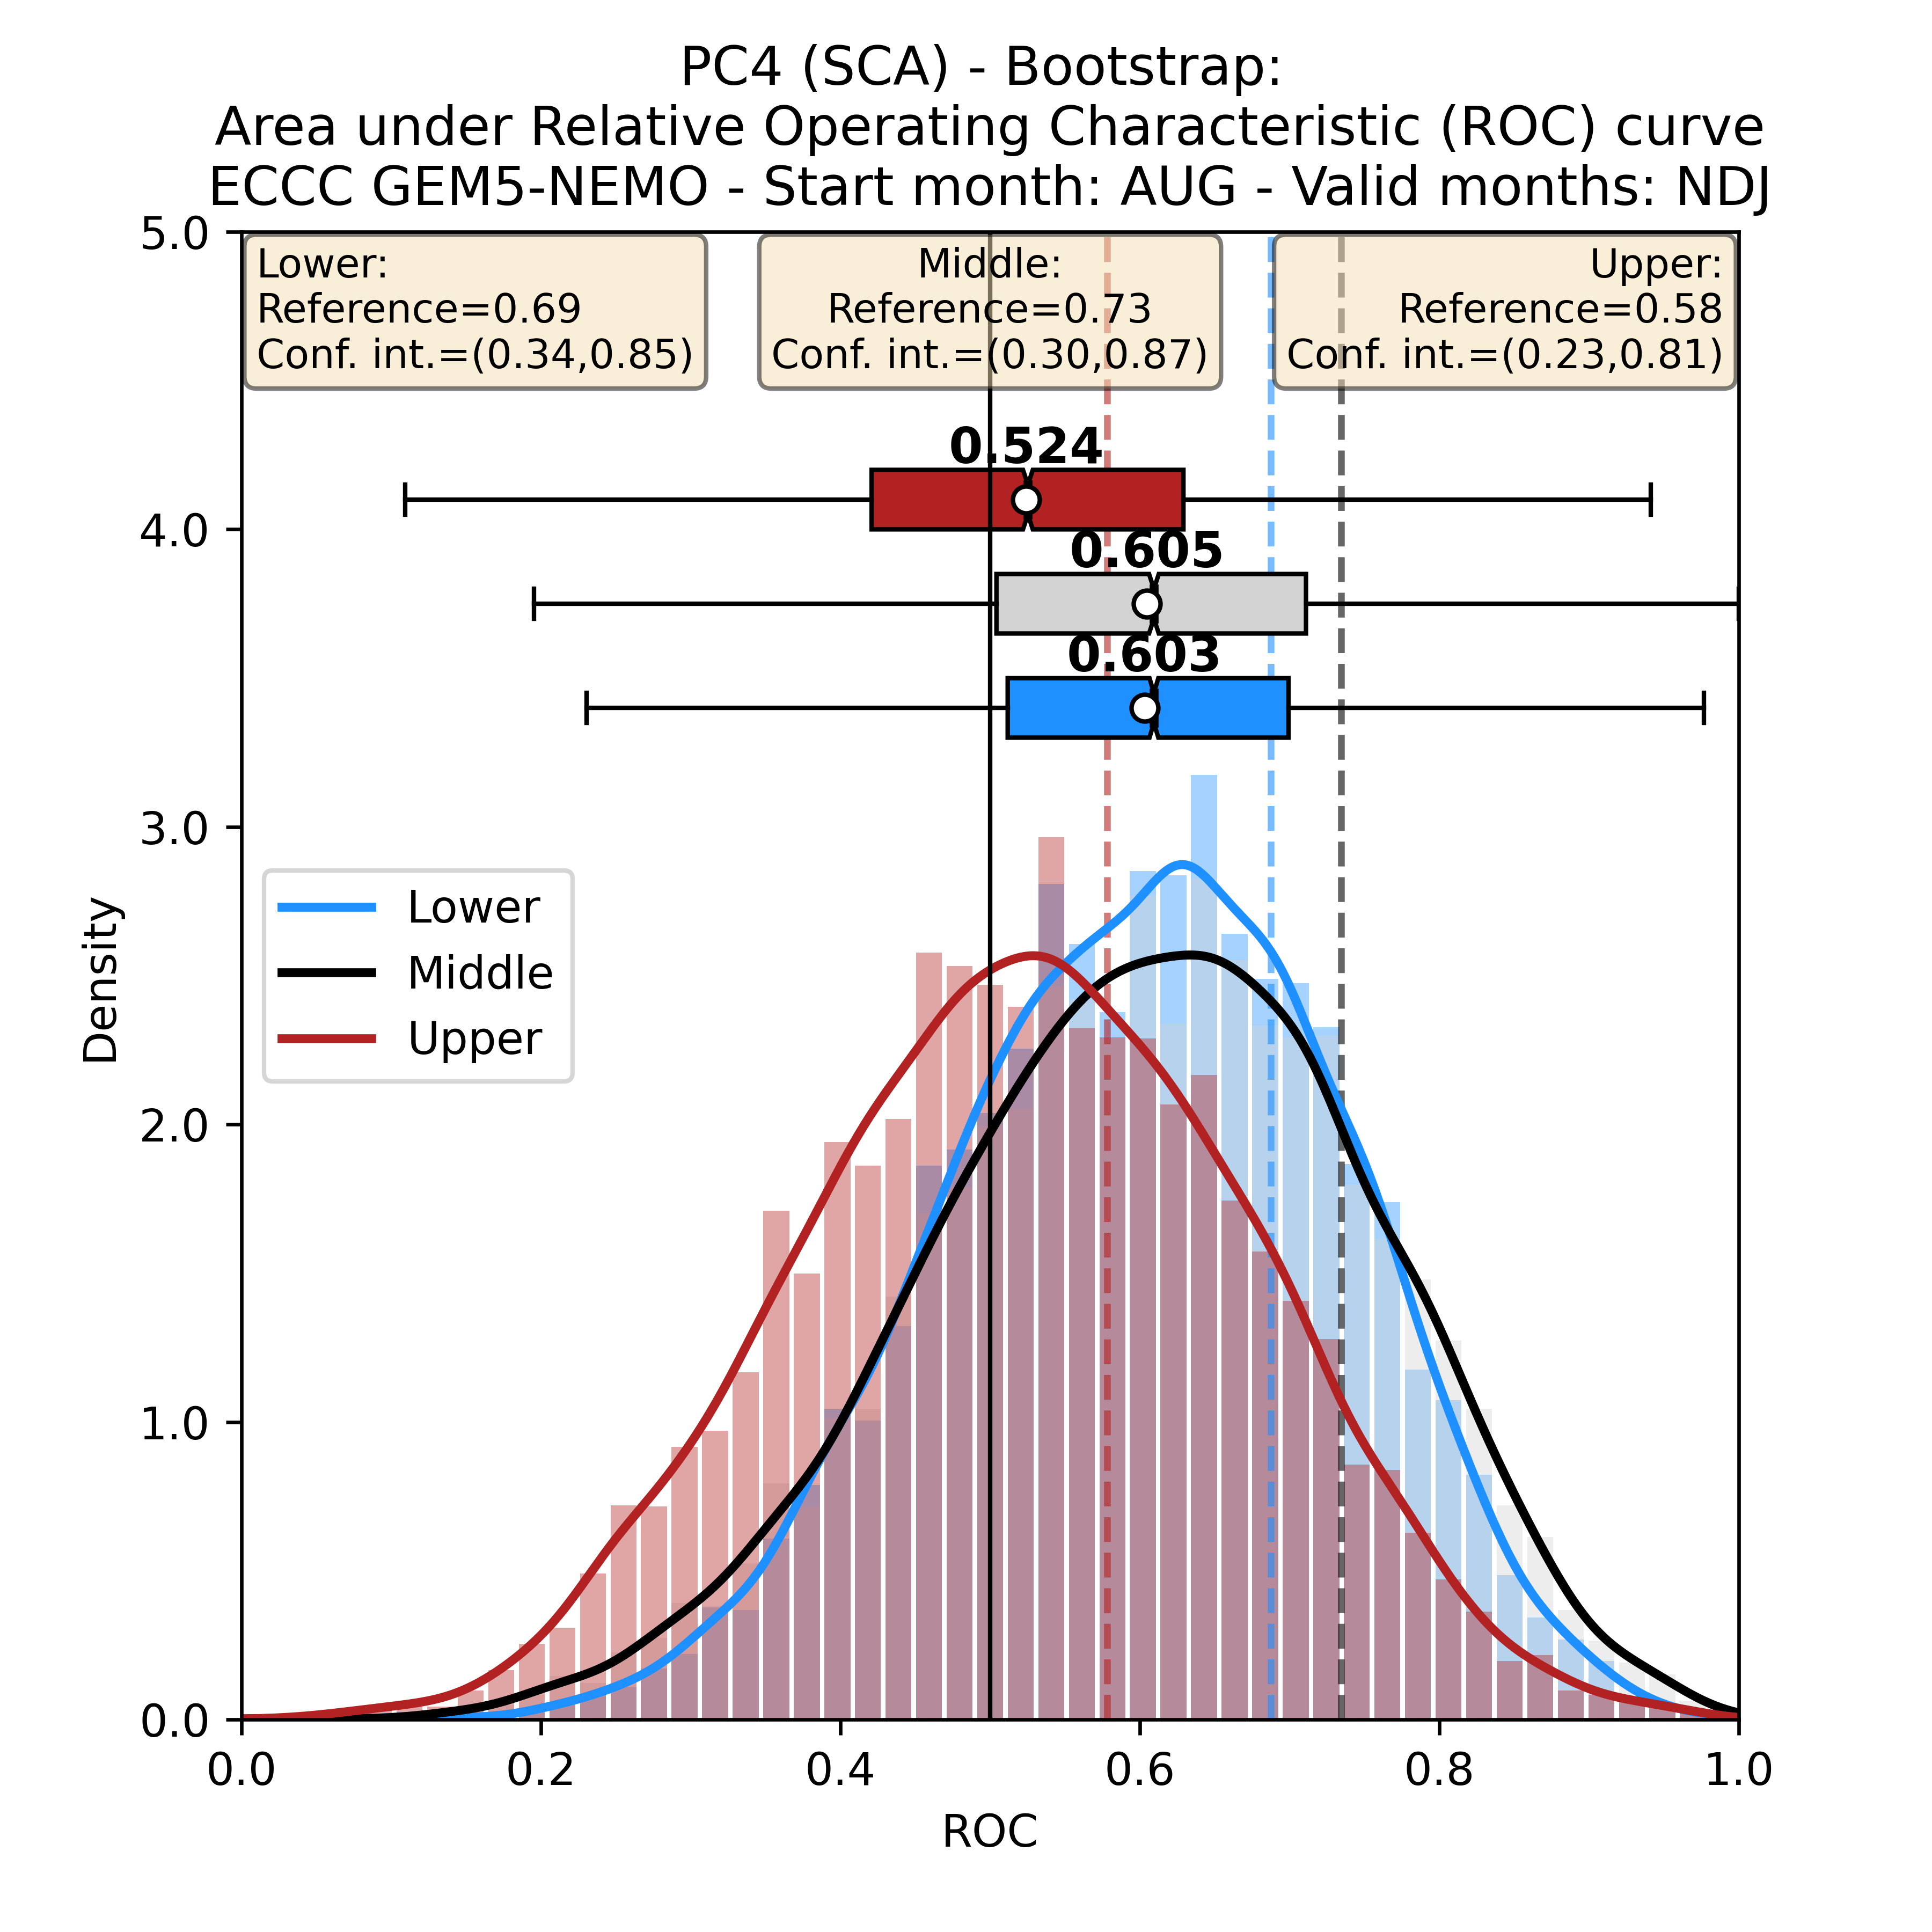 PC4 (SCA) - Bootstrap:
Area under Relative Operating Characteristic (ROC) curve
ECCC GEM5-NEMO - Start month: AUG - Valid months: NDJ
Lower:
Reference=0.69
Conf. int.=(0.34,0.85)
Middle:
Reference=0.73
Conf. int.=(0.30,0.87)
Upper:
Reference=0.58
Conf. int.=(0.23,0.81)
0.524
0.605
0.603
Lower
Middle
Upper
Density
5.0
4.0
3.0
2.0
1.0
0.0
0.0 0.2 0.4 0.6 0.8 1.0
ROC